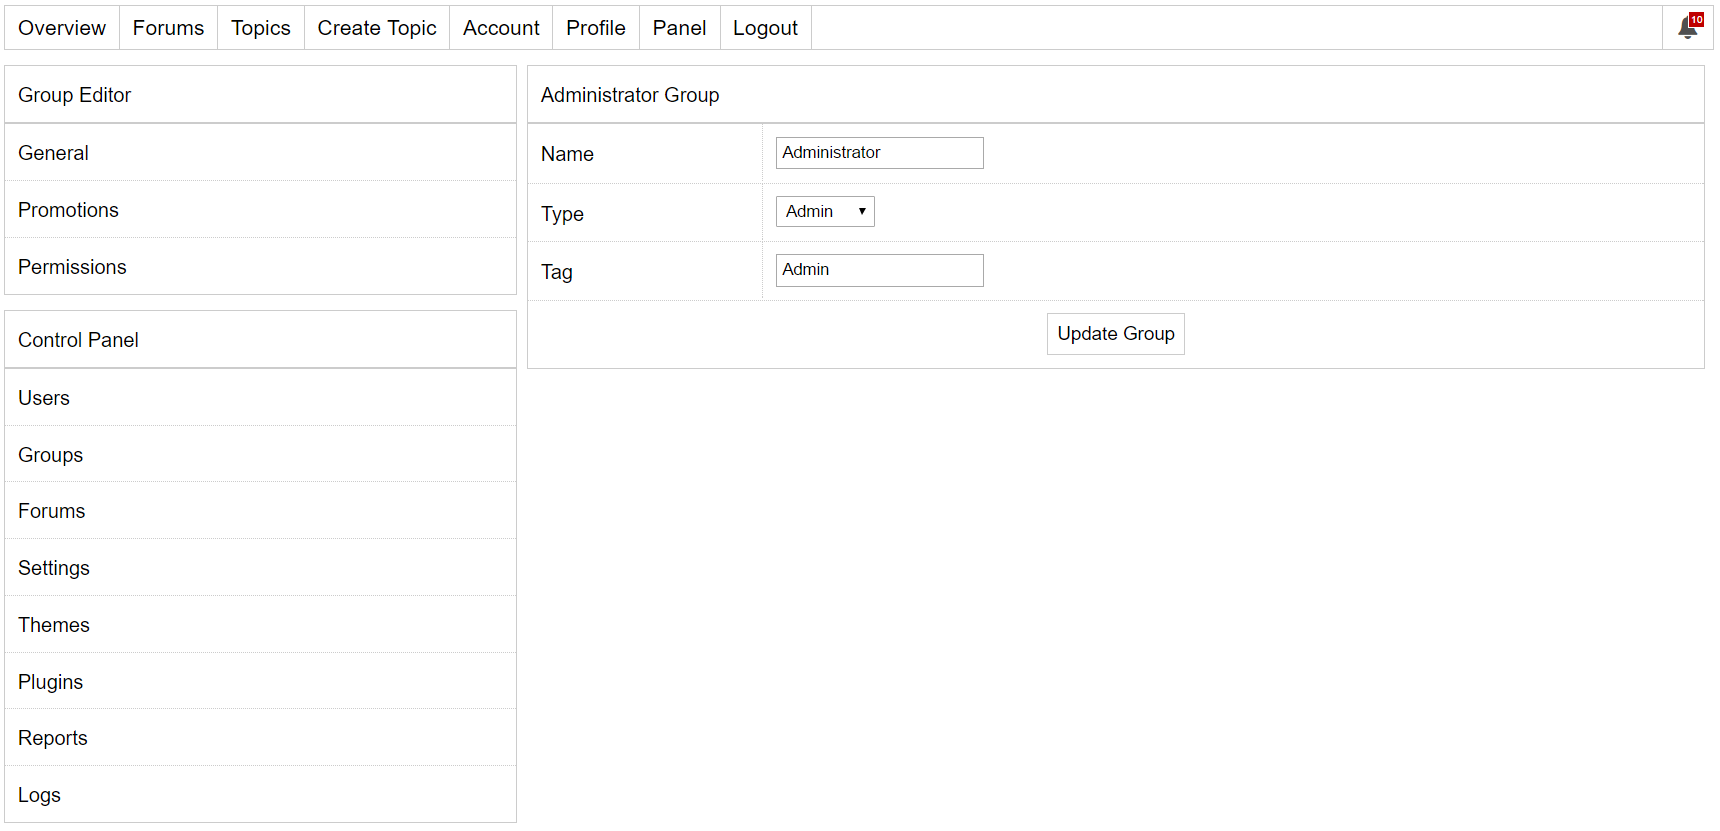 Overview Forums Topics Create Topic Account Profile Panel Logout 10
Group Editor
General
Promotions
Permissions
Control Panel
Users
Groups
Forums
Settings
Themes
Plugins
Reports
Logs
Administrator Group
Name Administrator
Type Admin
Tag Admin
Update Group